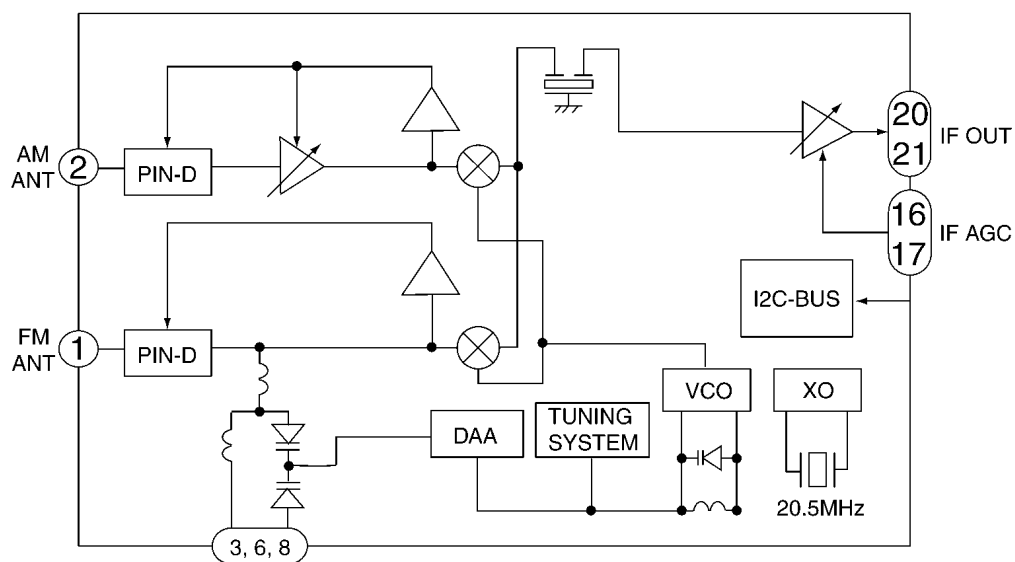 AM
ANT
2
PIN-D
20
21
IF OUT
16
17
IF AGC
I2C-BUS
FM
ANT
1
PIN-D
VCO
XO
DAA
TUNING
SYSTEM
20.5MHz
3, 6, 8